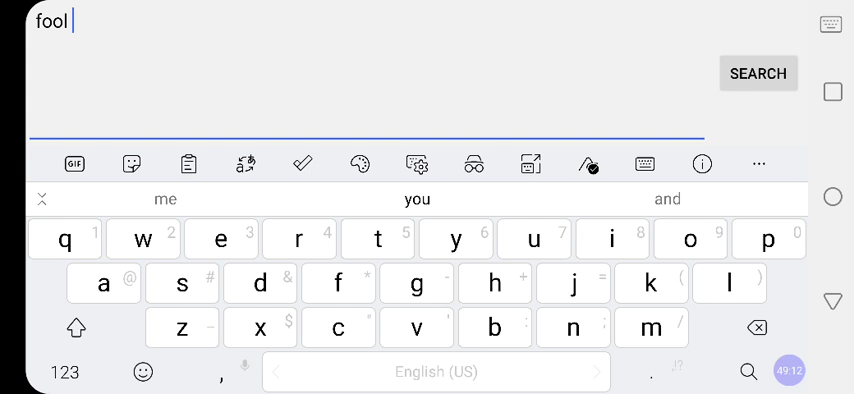 fool
SEARCH
GIF
me you and
q 1 w 2 e 3 r 4 t 5 y 6 u 7 i 8 o 9 p 0
a @ s # d & f * g - h + j = k ( l )
z _ x $ c " v ' b : n ; m /
123 , English (US) . .!? 49:12